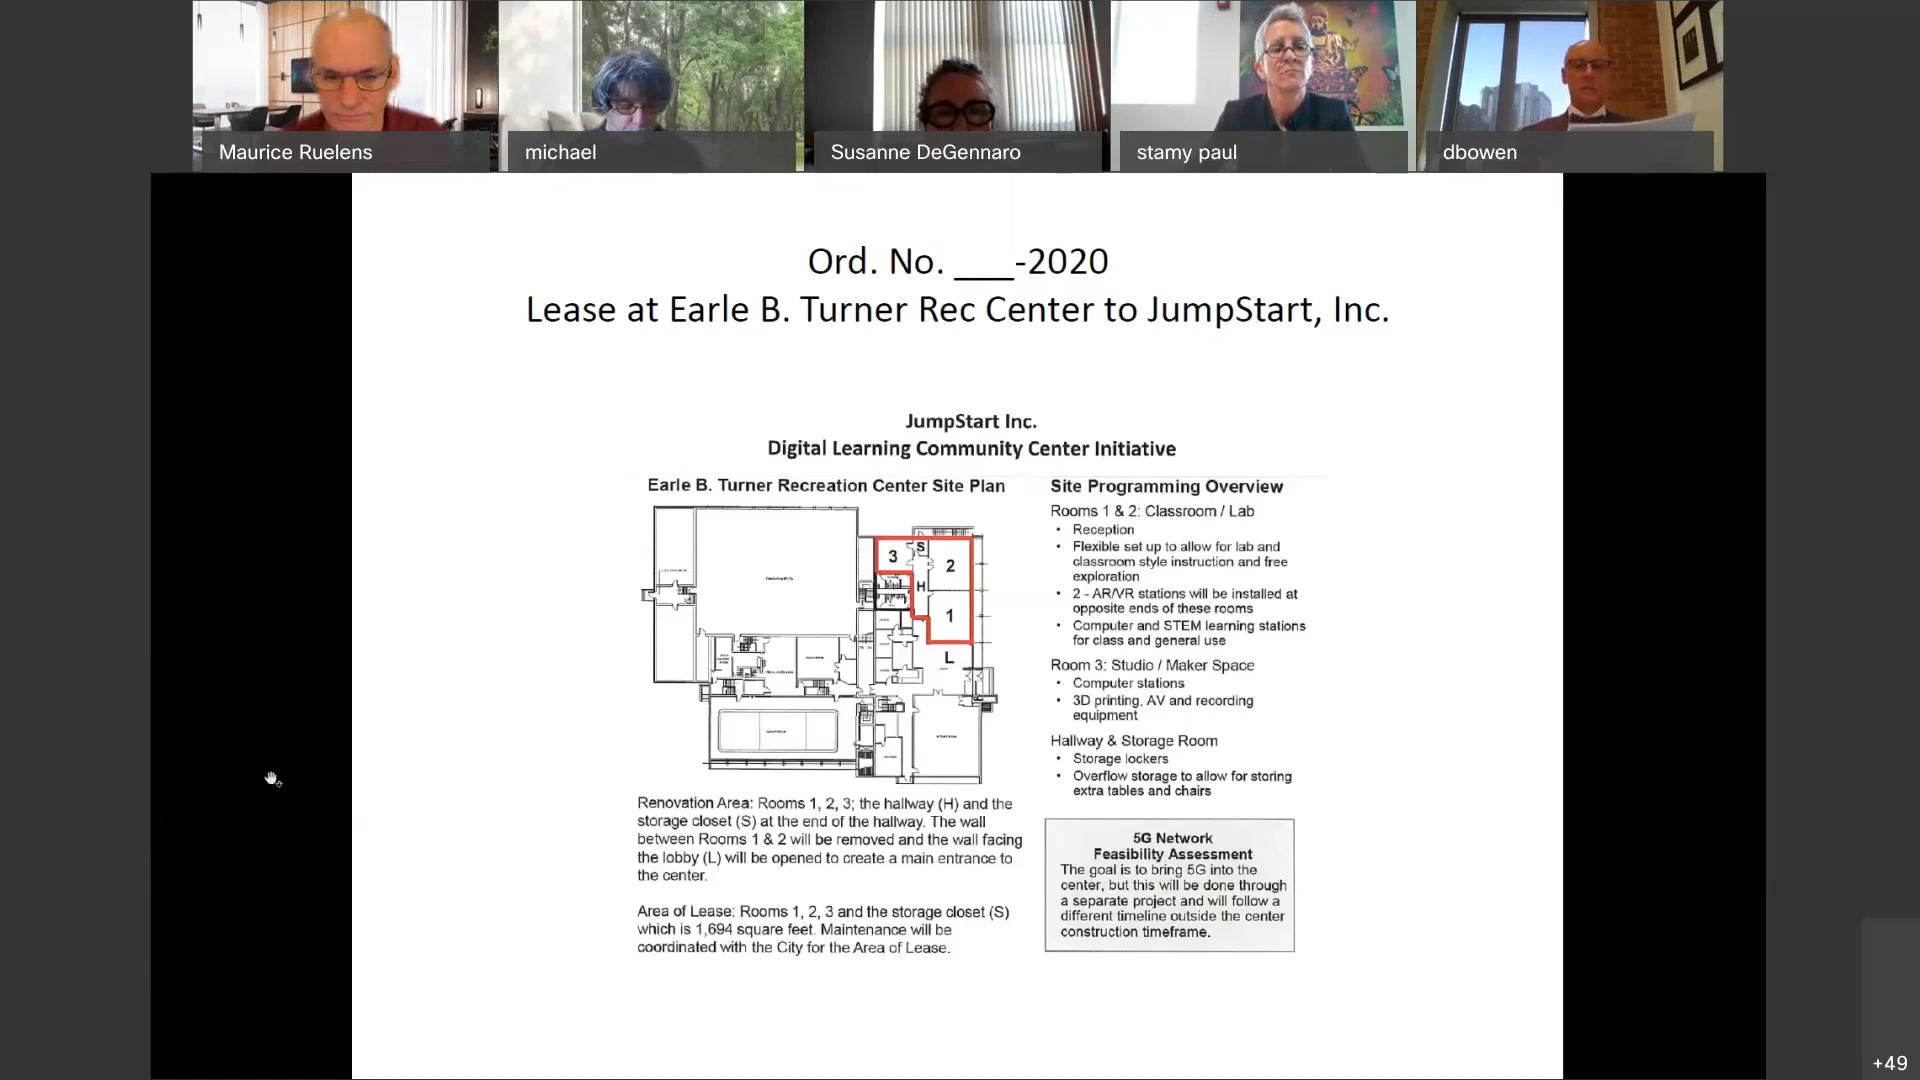 Maurice Ruelens
michael
Susanne DeGennaro
stamy paul
dbowen
Ord. No. ___-2020
Lease at Earle B. Turner Rec Center to JumpStart, Inc.
JumpStart Inc.
Digital Learning Community Center Initiative
Earle B. Turner Recreation Center Site Plan
3
S
2
H
1
L
Renovation Area: Rooms 1, 2, 3; the hallway (H) and the
storage closet (S) at the end of the hallway. The wall
between Rooms 1 & 2 will be removed and the wall facing
the lobby (L) will be opened to create a main entrance to
the center.
Area of Lease: Rooms 1, 2, 3 and the storage closet (S)
which is 1,694 square feet. Maintenance will be
coordinated with the City for the Area of Lease.
Site Programming Overview
Rooms 1 & 2: Classroom / Lab
• Reception
• Flexible set up to allow for lab and
classroom style instruction and free
exploration
• 2 - AR/VR stations will be installed at
opposite ends of these rooms
• Computer and STEM learning stations
for class and general use
Room 3: Studio / Maker Space
• Computer stations
• 3D printing, AV and recording
equipment
Hallway & Storage Room
• Storage lockers
• Overflow storage to allow for storing
extra tables and chairs
5G Network
Feasibility Assessment
The goal is to bring 5G into the
center, but this will be done through
a separate project and will follow a
different timeline outside the center
construction timeframe.
+49